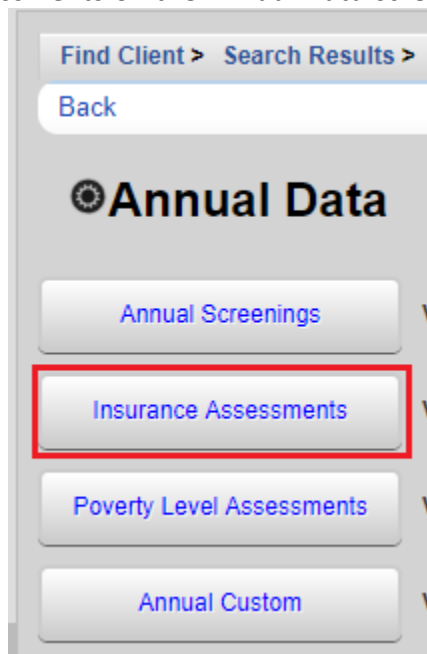 Find Client > Search Results >
Back
Annual Data
Annual Screenings
Insurance Assessments
Poverty Level Assessments
Annual Custom